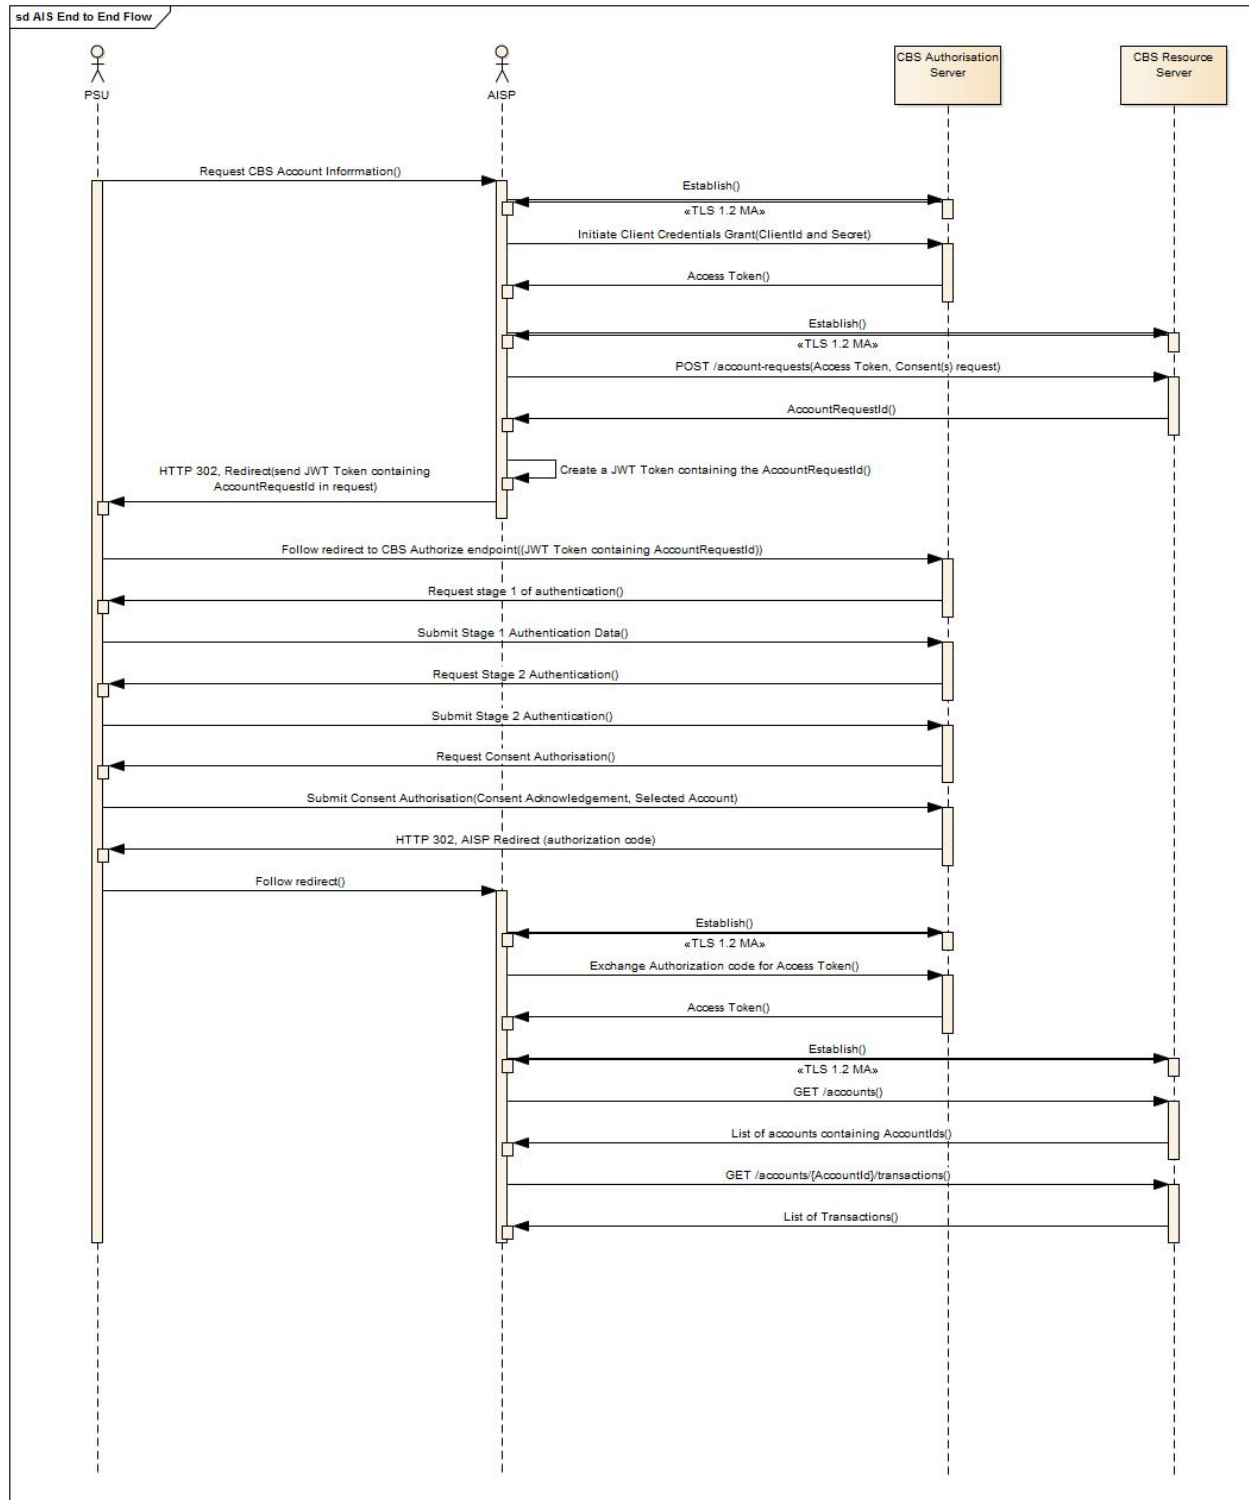 sd AIS End to End Flow
PSU
AISP
CBS Authorisation
Server
CBS Resource
Server
Request CBS Account Informmation()
Establish()
«TLS 1.2 MA»
Initiate Client Credentials Grant(ClientId and Secret)
Access Token()
Establish()
«TLS 1.2 MA»
POST /account-requests(Access Token, Consent(s) request)
AccountRequestId()
Create a JWT Token containing the AccountRequestId()
HTTP 302, Redirect(send JWT Token containing
AccountRequestId in request)
Follow redirect to CBS Authorize endpoint((JWT Token containing AccountRequestId))
Request stage 1 of authentication()
Submit Stage 1 Authentication Data()
Request Stage 2 Authentication()
Submit Stage 2 Authentication()
Request Consent Authorisation()
Submit Consent Authorisation(Consent Acknowledgement, Selected Account)
HTTP 302, AISP Redirect (authorization code)
Follow redirect()
Establish()
«TLS 1.2 MA»
Exchange Authorization code for Access Token()
Access Token()
Establish()
«TLS 1.2 MA»
GET /accounts()
List of accounts containing AccountIds()
GET /accounts/{AccountId}/transactions()
List of Transactions()